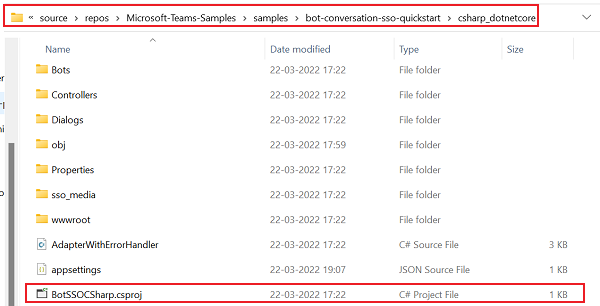 « source › repos › Microsoft-Teams-Samples › samples › bot-conversation-sso-quickstart › csharp_dotnetcore
Name Date modified Type Size
Bots 22-03-2022 17:22 File folder
Controllers 22-03-2022 17:22 File folder
Dialogs 22-03-2022 17:22 File folder
obj 22-03-2022 17:59 File folder
Properties 22-03-2022 17:22 File folder
sso_media 22-03-2022 17:22 File folder
wwwroot 22-03-2022 17:22 File folder
AdapterWithErrorHandler 22-03-2022 17:22 C# Source File 3 KB
appsettings 22-03-2022 19:07 JSON Source File 1 KB
BotSSOCSharp.csproj 22-03-2022 17:22 C# Project File 1 KB